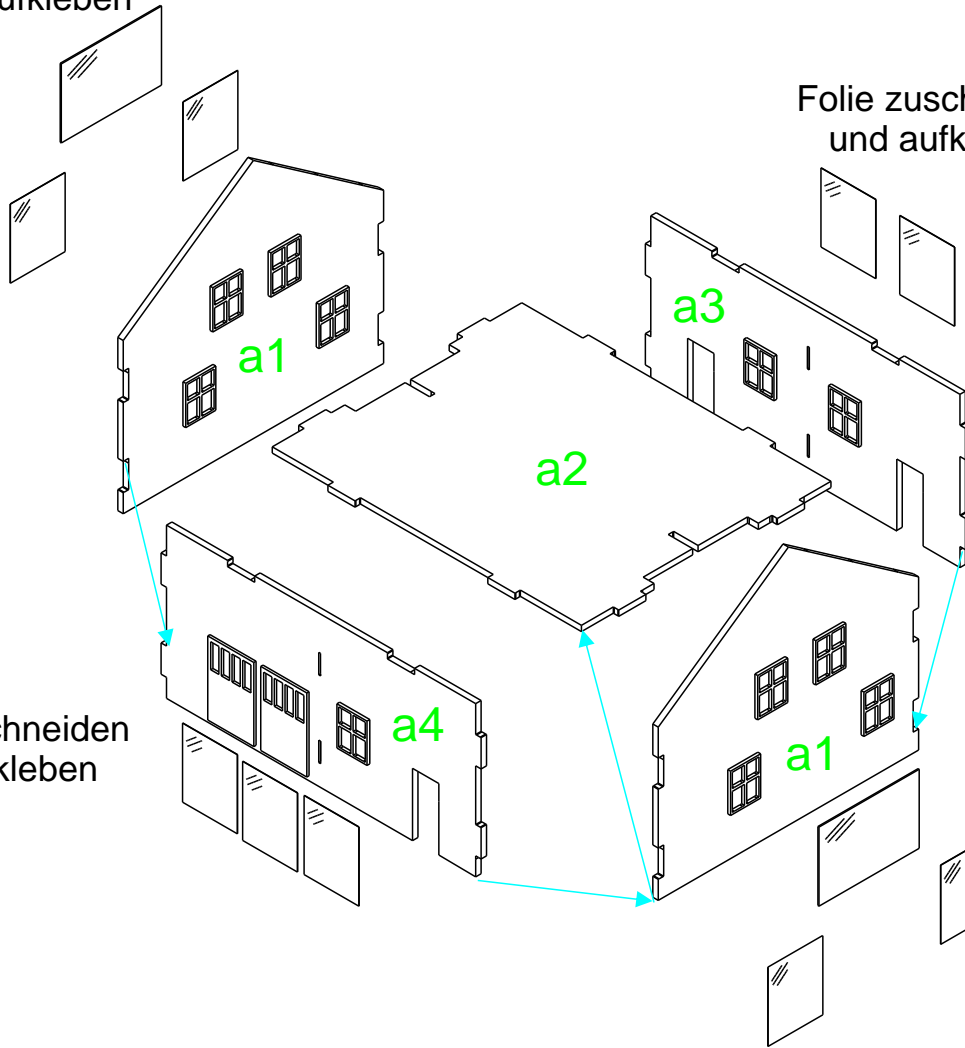 ufkleben
Folie zusch
und aufk
a1
a3
a2
a4
chneiden
kleben
a1